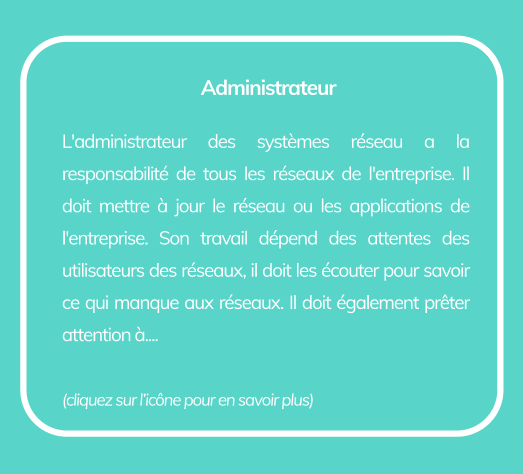 Administrateur
L'administrateur des systèmes réseau a la
responsabilité de tous les réseaux de l'entreprise. Il
doit mettre à jour le réseau ou les applications de
l'entreprise. Son travail dépend des attentes des
utilisateurs des réseaux, il doit les écouter pour savoir
ce qui manque aux réseaux. Il doit également prêter
attention à....
(cliquez sur l'icône pour en savoir plus)